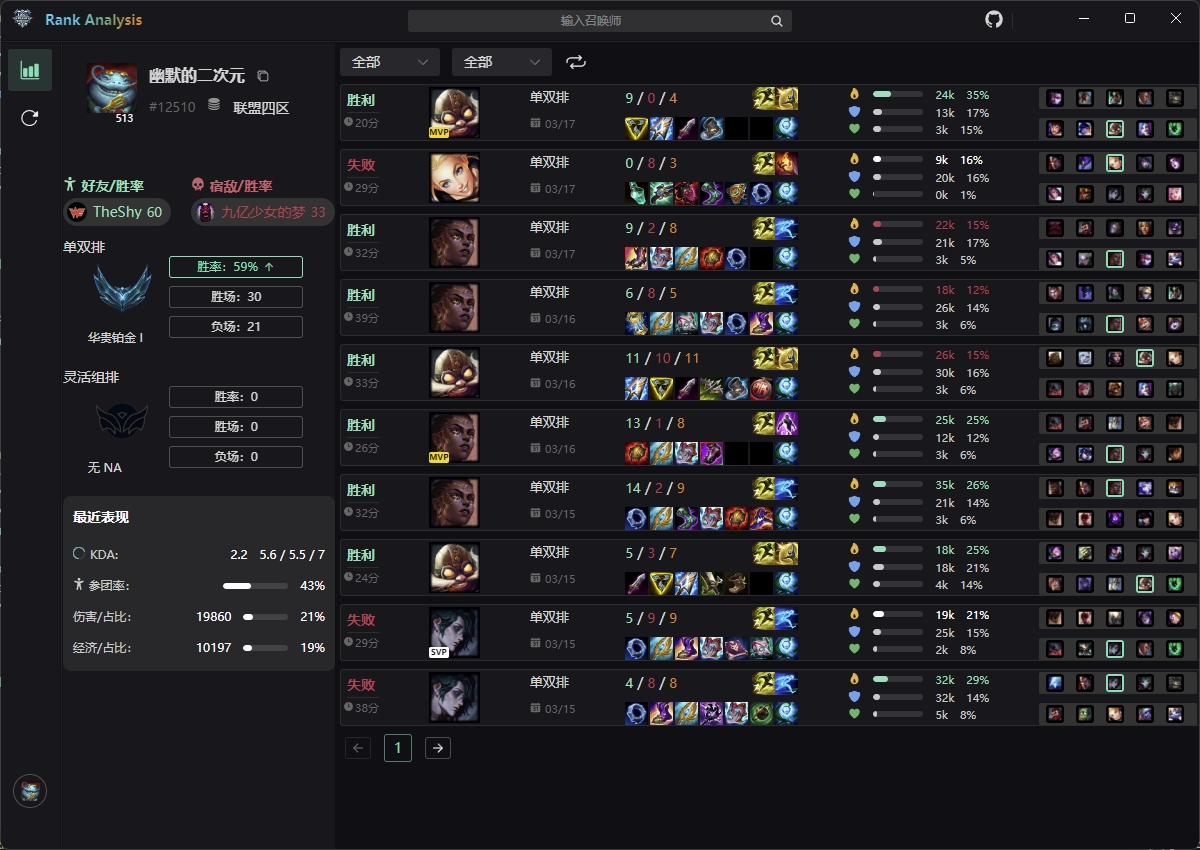 Rank Analysis
输入召唤师
幽默的二次元
#12510 联盟四区
513
好友/胜率 宿敌/胜率
TheShy 60 九亿少女的梦 33
单双排
胜率：59% ↑
胜场：30
负场：21
华贵铂金 I
灵活组排
胜率：0
胜场：0
负场：0
无 NA
最近表现
KDA: 2.2 5.6 / 5.5 / 7
参团率: 43%
伤害/占比: 19860 21%
经济/占比: 10197 19%
全部 全部
胜利 单双排 9 / 0 / 4 24k 35%
13k 17%
20分 MVP 03/17 3k 15%
失败 单双排 0 / 8 / 3 9k 16%
20k 16%
29分 03/17 0k 1%
胜利 单双排 9 / 2 / 8 22k 15%
21k 17%
32分 03/17 3k 5%
胜利 单双排 6 / 8 / 5 18k 12%
26k 14%
39分 03/16 3k 6%
胜利 单双排 11 / 10 / 11 26k 15%
30k 16%
33分 03/16 3k 6%
胜利 单双排 13 / 1 / 8 25k 25%
12k 12%
26分 MVP 03/16 3k 6%
胜利 单双排 14 / 2 / 9 35k 26%
21k 14%
32分 03/15 3k 6%
胜利 单双排 5 / 3 / 7 18k 25%
18k 21%
24分 03/15 4k 14%
失败 单双排 5 / 9 / 9 19k 21%
25k 15%
29分 SVP 03/15 2k 8%
失败 单双排 4 / 8 / 8 32k 29%
32k 14%
38分 03/15 5k 8%
1